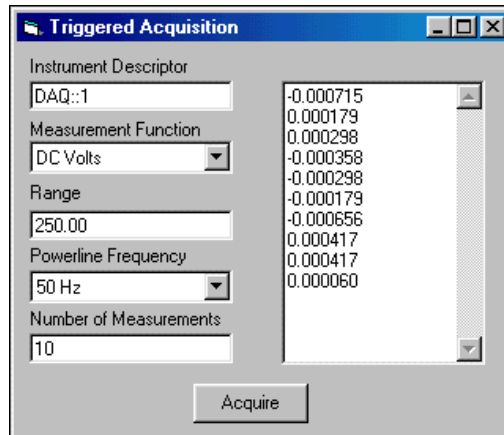 Triggered Acquisition
Instrument Descriptor
DAQ::1
Measurement Function
DC Volts
Range
250.00
Powerline Frequency
50 Hz
Number of Measurements
10
-0.000715
0.000179
0.000298
-0.000358
-0.000298
-0.000179
-0.000656
0.000417
0.000417
0.000060
Acquire